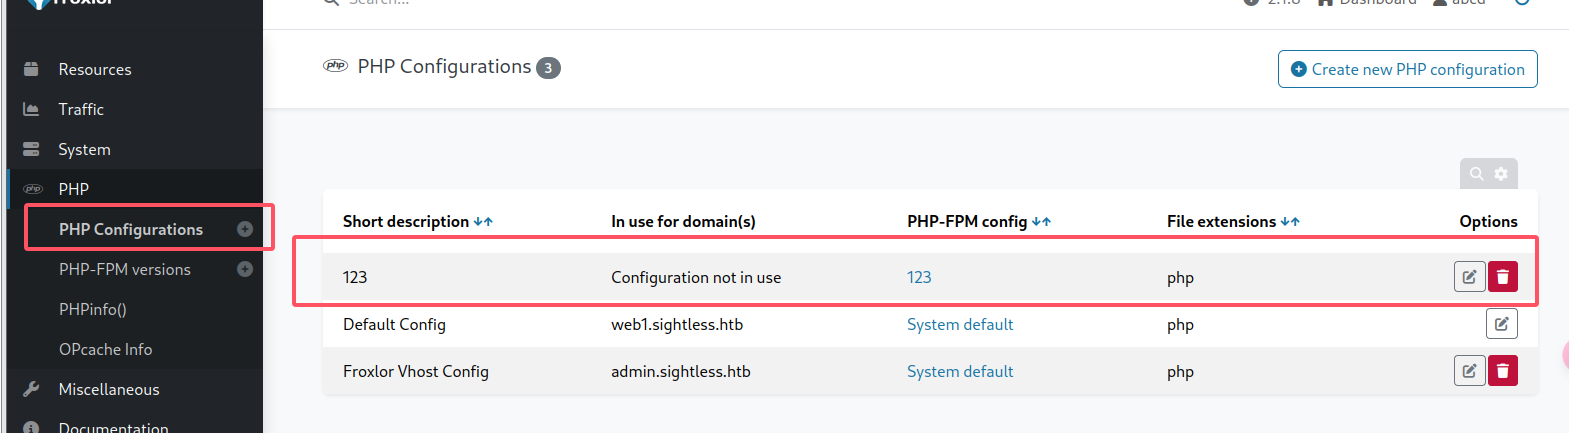 Froxlor
Search...
2.1.8 Dashboard abcd
Resources
Traffic
System
php PHP
PHP Configurations
PHP-FPM versions
PHPinfo()
OPcache Info
Miscellaneous
Documentation
php PHP Configurations 3
Create new PHP configuration
Short description In use for domain(s) PHP-FPM config File extensions Options
123 Configuration not in use 123 php
Default Config web1.sightless.htb System default php
Froxlor Vhost Config admin.sightless.htb System default php